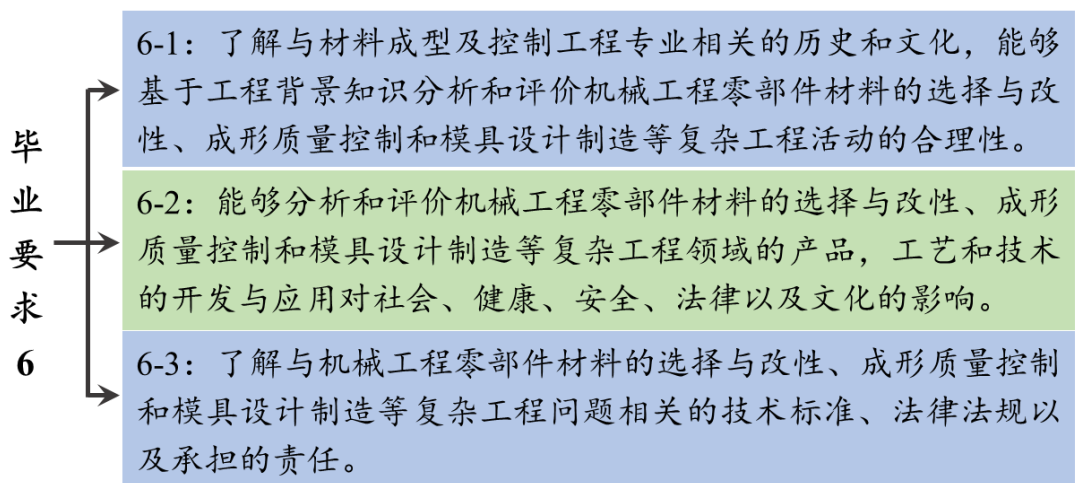 毕业要求6
6-1：了解与材料成型及控制工程专业相关的历史和文化，能够
基于工程背景知识分析和评价机械工程零部件材料的选择与改
性、成形质量控制和模具设计制造等复杂工程活动的合理性。
6-2：能够分析和评价机械工程零部件材料的选择与改性、成形
质量控制和模具设计制造等复杂工程领域的产品，工艺和技术
的开发与应用对社会、健康、安全、法律以及文化的影响。
6-3：了解与机械工程零部件材料的选择与改性、成形质量控制
和模具设计制造等复杂工程问题相关的技术标准、法律法规以
及承担的责任。